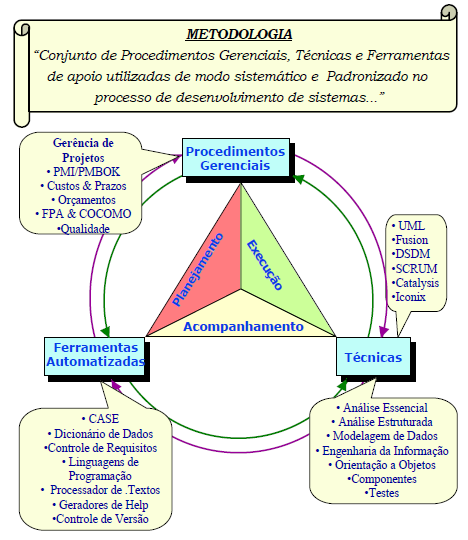 METODOLOGIA
“Conjunto de Procedimentos Gerenciais, Técnicas e Ferramentas
de apoio utilizadas de modo sistemático e Padronizado no
processo de desenvolvimento de sistemas...”
Gerência de
Projetos
• PMI/PMBOK
• Custos & Prazos
• Orçamentos
• FPA & COCOMO
•Qualidade
Procedimentos
Gerenciais
• UML
•Fusion
•DSDM
•SCRUM
•Catalysis
•Iconix
Planejamento
Execução
Acompanhamento
Ferramentas
Automatizadas
Técnicas
• CASE
• Dicionário de Dados
•Controle de Requisitos
• Linguagens de
Programação
• Processador de .Textos
• Geradores de Help
•Controle de Versão
• Análise Essencial
• Análise Estruturada
• Modelagem de Dados
• Engenharia da Informação
• Orientação a Objetos
•Componentes
•Testes